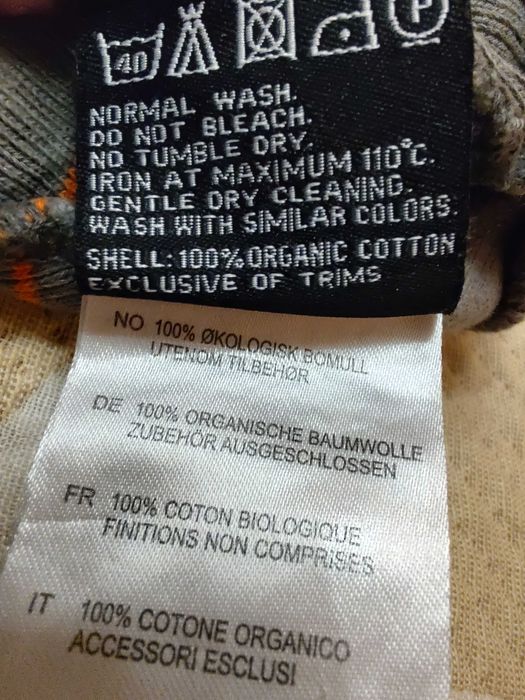 40 P
NORMAL WASH.
DO NOT BLEACH.
NO TUMBLE DRY.
IRON AT MAXIMUM 110°C.
GENTLE DRY CLEANING.
WASH WITH SIMILAR COLORS.
SHELL: 100% ORGANIC COTTON
EXCLUSIVE OF TRIMS
NO 100% ØKOLOGISK BOMULL
UTENOM TILBEHØR
DE 100% ORGANISCHE BAUMWOLLE
ZUBEHÖR AUSGESCHLOSSEN
FR 100% COTON BIOLOGIQUE
FINITIONS NON COMPRISES
IT 100% COTONE ORGANICO
ACCESSORI ESCLUSI